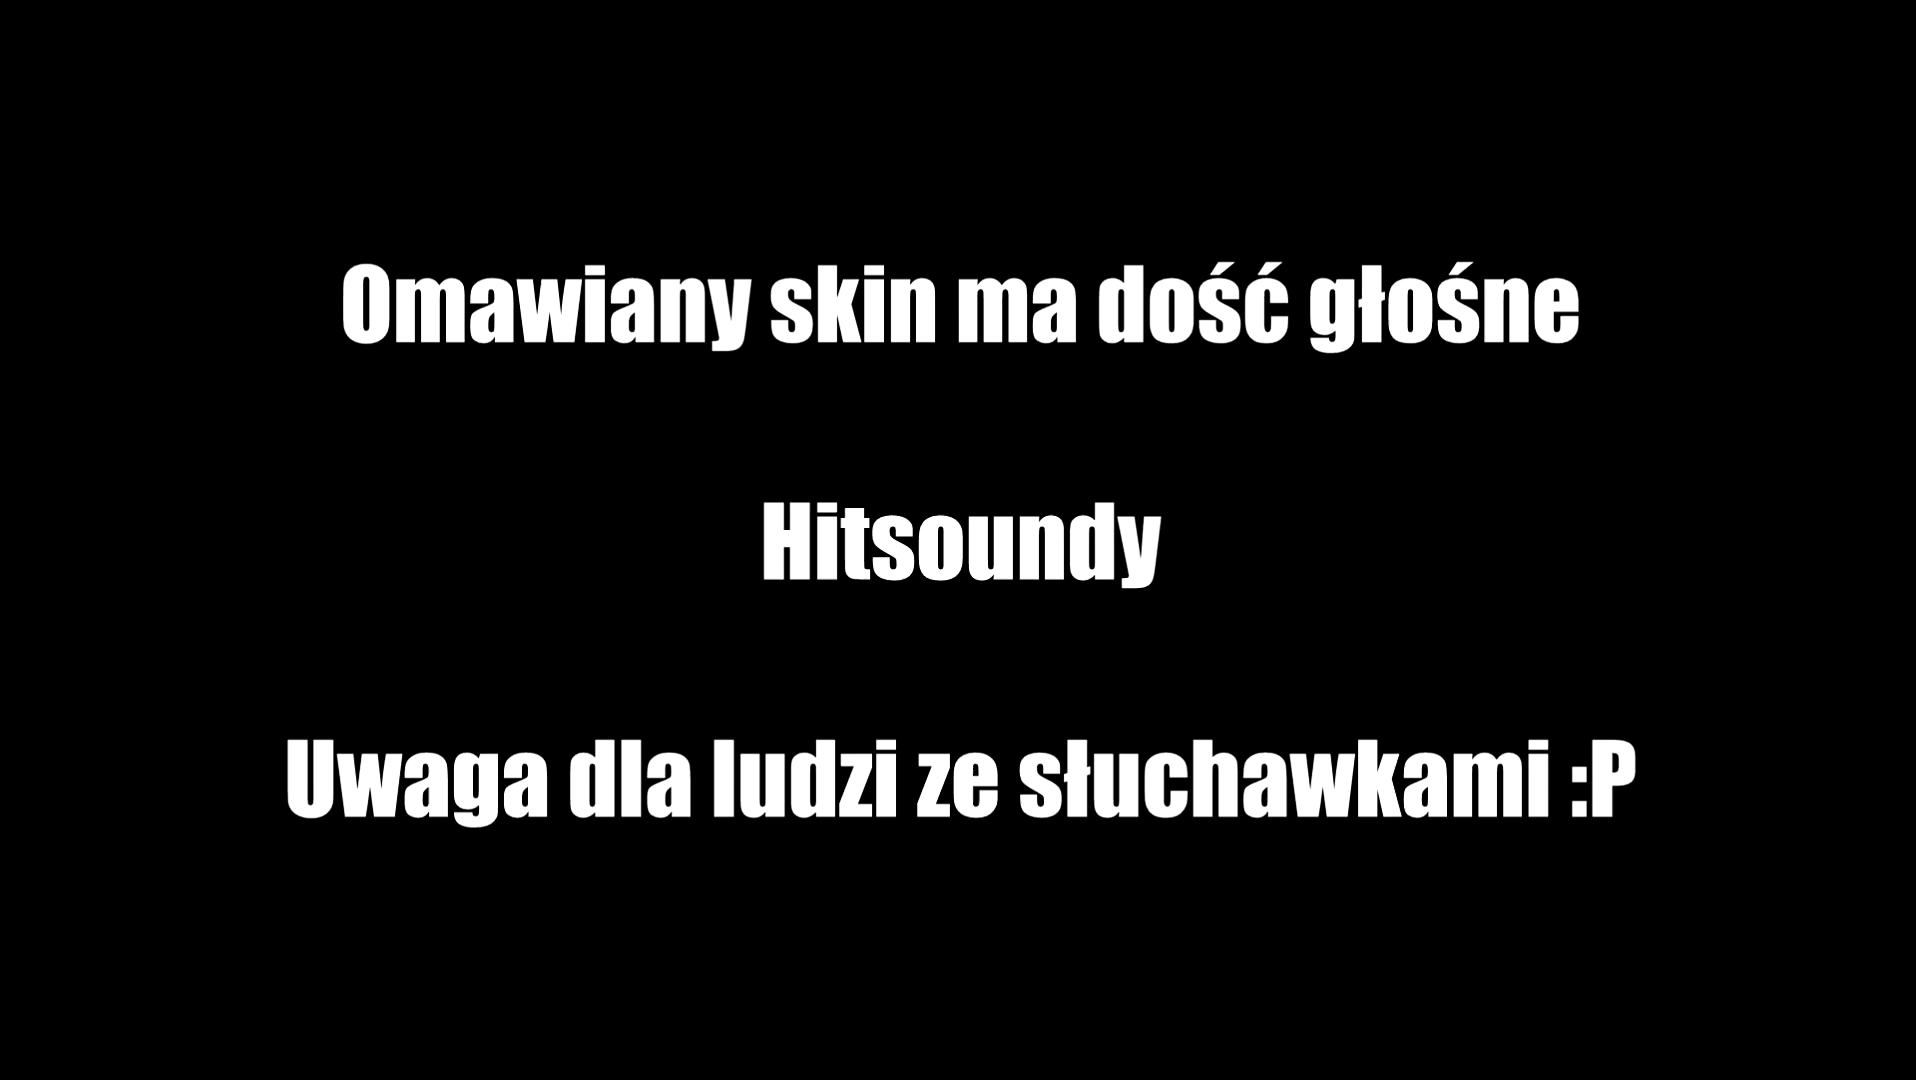 Omawiany skin ma dość głośne
Hitsoundy
Uwaga dla ludzi ze słuchawkami :P